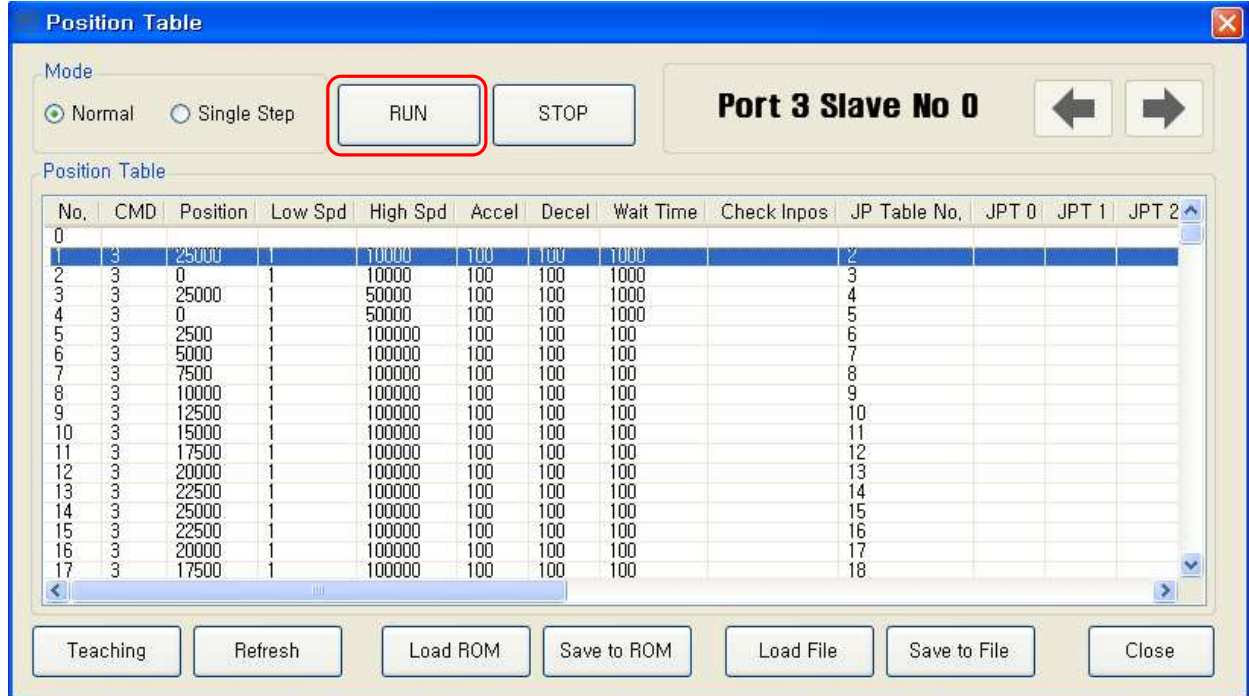 Position Table
Mode
Normal Single Step RUN STOP Port 3 Slave No 0
Position Table
No. CMD Position Low Spd High Spd Accel Decel Wait Time Check Inpos JP Table No. JPT 0 JPT 1 JPT 2
0
1 3 25000 1 10000 100 100 1000 2
2 3 0 1 10000 100 100 1000 3
3 3 25000 1 50000 100 100 1000 4
4 3 0 1 50000 100 100 1000 5
5 3 2500 1 100000 100 100 100 6
6 3 5000 1 100000 100 100 100 7
7 3 7500 1 100000 100 100 100 8
8 3 10000 1 100000 100 100 100 9
9 3 12500 1 100000 100 100 100 10
10 3 15000 1 100000 100 100 100 11
11 3 17500 1 100000 100 100 100 12
12 3 20000 1 100000 100 100 100 13
13 3 22500 1 100000 100 100 100 14
14 3 25000 1 100000 100 100 100 15
15 3 22500 1 100000 100 100 100 16
16 3 20000 1 100000 100 100 100 17
17 3 17500 1 100000 100 100 100 18
Teaching Refresh Load ROM Save to ROM Load File Save to File Close